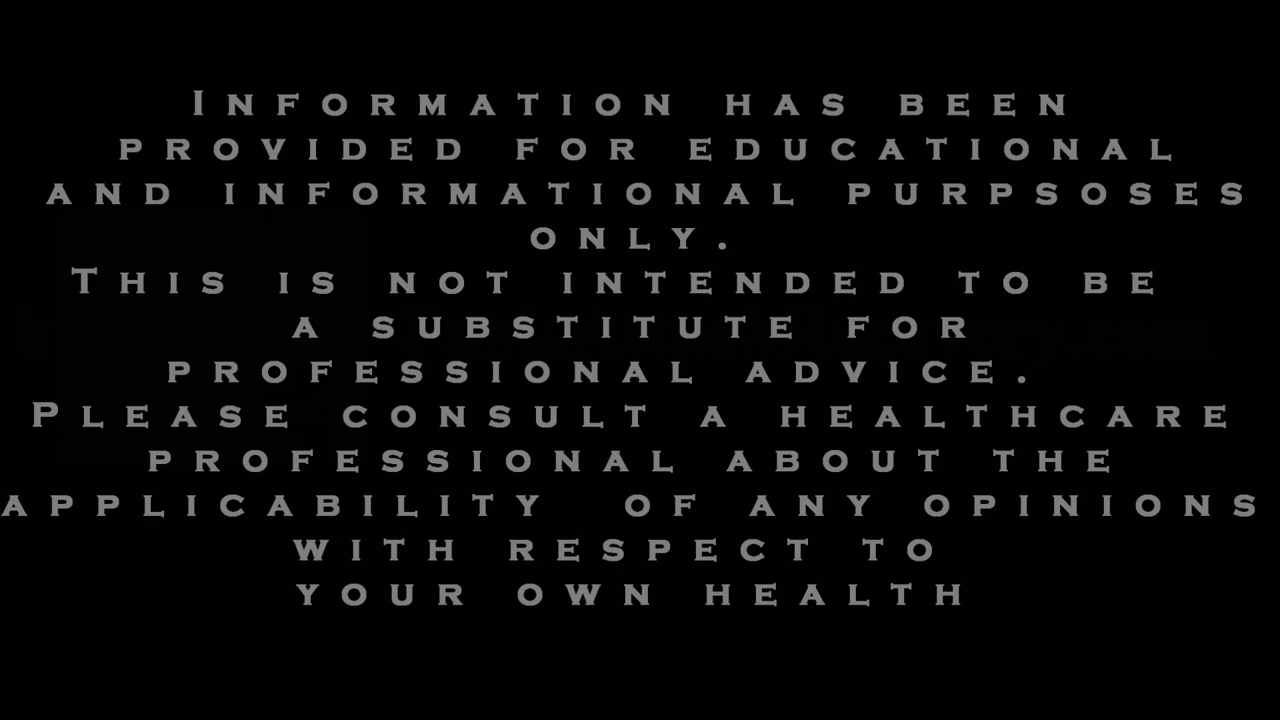 Information has been
provided for educational
and informational purpsoses
only.
This is not intended to be
a substitute for
professional advice.
Please consult a healthcare
professional about the
applicability of any opinions
with respect to
your own health